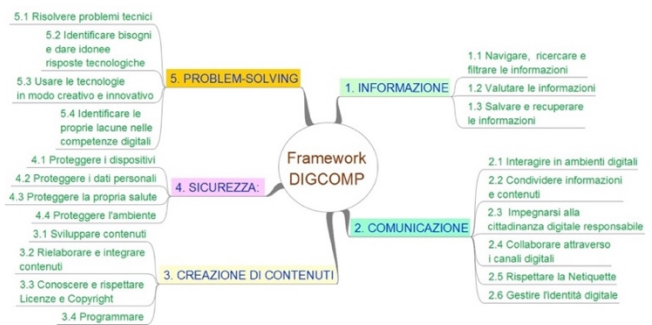 Framework
DIGCOMP
1. INFORMAZIONE
1.1 Navigare, ricercare e
filtrare le informazioni
1.2 Valutare le informazioni
1.3 Salvare e recuperare
le informazioni
2. COMUNICAZIONE
2.1 Interagire in ambienti digitali
2.2 Condividere informazioni
e contenuti
2.3 Impegnarsi alla
cittadinanza digitale responsabile
2.4 Collaborare attraverso
i canali digitali
2.5 Rispettare la Netiquette
2.6 Gestire l'identità digitale
3. CREAZIONE DI CONTENUTI
3.1 Sviluppare contenuti
3.2 Rielaborare e integrare
contenuti
3.3 Conoscere e rispettare
Licenze e Copyright
3.4 Programmare
4. SICUREZZA:
4.1 Proteggere i dispositivi
4.2 Proteggere i dati personali
4.3 Proteggere la propria salute
4.4 Proteggere l'ambiente
5. PROBLEM-SOLVING
5.1 Risolvere problemi tecnici
5.2 Identificare bisogni
e dare idonee
risposte tecnologiche
5.3 Usare le tecnologie
in modo creativo e innovativo
5.4 Identificare le
proprie lacune nelle
competenze digitali